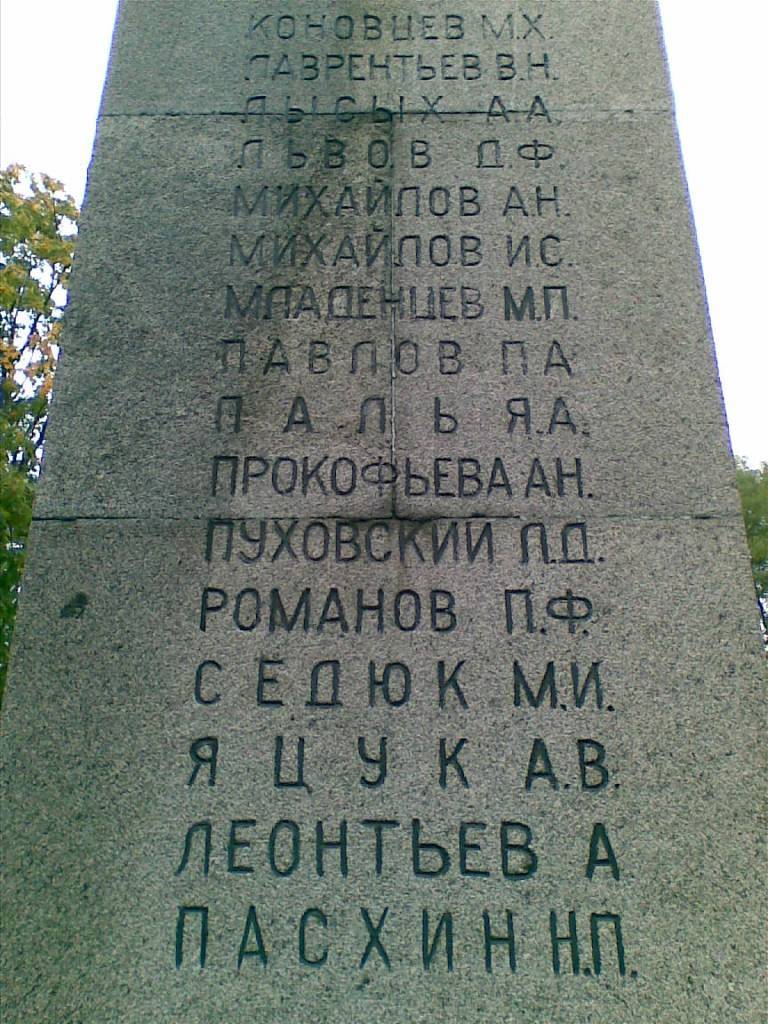 КОНОВЦЕВ М.Х.
ЛАВРЕНТЬЕВ В.Н.
ЛЫСЫХ А.А.
ЛЬВОВ Д.Ф.
МИХАЙЛОВ А.Н.
МИХАЙЛОВ И.С.
МЛАДЕНЦЕВ М.П.
ПАВЛОВ П А
ПАЛЬ Я.А.
ПРОКОФЬЕВА А.Н.
ПУХОВСКИЙ Л.Д.
РОМАНОВ П.Ф.
СЕДЮК М.И.
ЯЦУК А.В.
ЛЕОНТЬЕВ А
ПАСХИН Н.П.